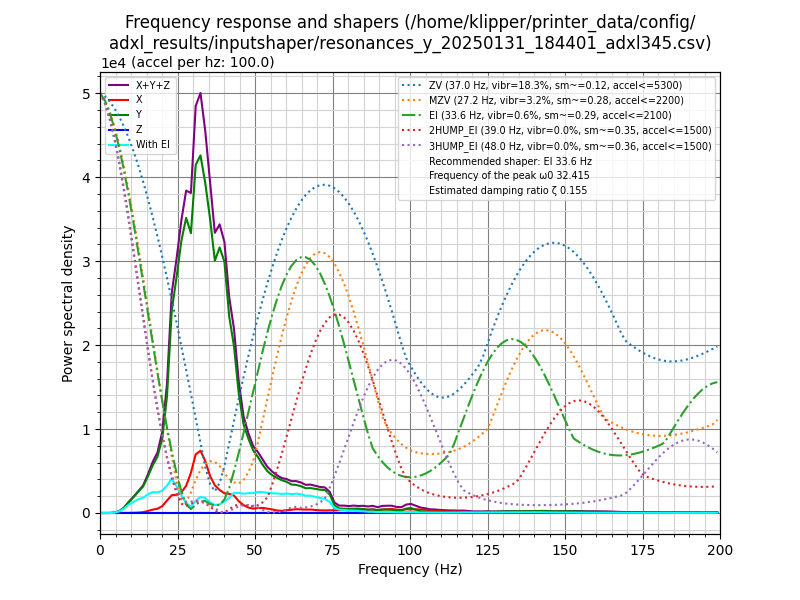 Frequency response and shapers (/home/klipper/printer_data/config/
adxl_results/inputshaper/resonances_y_20250131_184401_adxl345.csv)
1e4 (accel per hz: 100.0)
X+Y+Z
X
Y
Z
With EI
ZV (37.0 Hz, vibr=18.3%, sm~=0.12, accel<=5300)
MZV (27.2 Hz, vibr=3.2%, sm~=0.28, accel<=2200)
EI (33.6 Hz, vibr=0.6%, sm~=0.29, accel<=2100)
2HUMP_EI (39.0 Hz, vibr=0.0%, sm~=0.35, accel<=1500)
3HUMP_EI (48.0 Hz, vibr=0.0%, sm~=0.36, accel<=1500)
Recommended shaper: EI 33.6 Hz
Frequency of the peak ω0 32.415
Estimated damping ratio ζ 0.155
Power spectral density
5
4
3
2
1
0
0 25 50 75 100 125 150 175 200
Frequency (Hz)